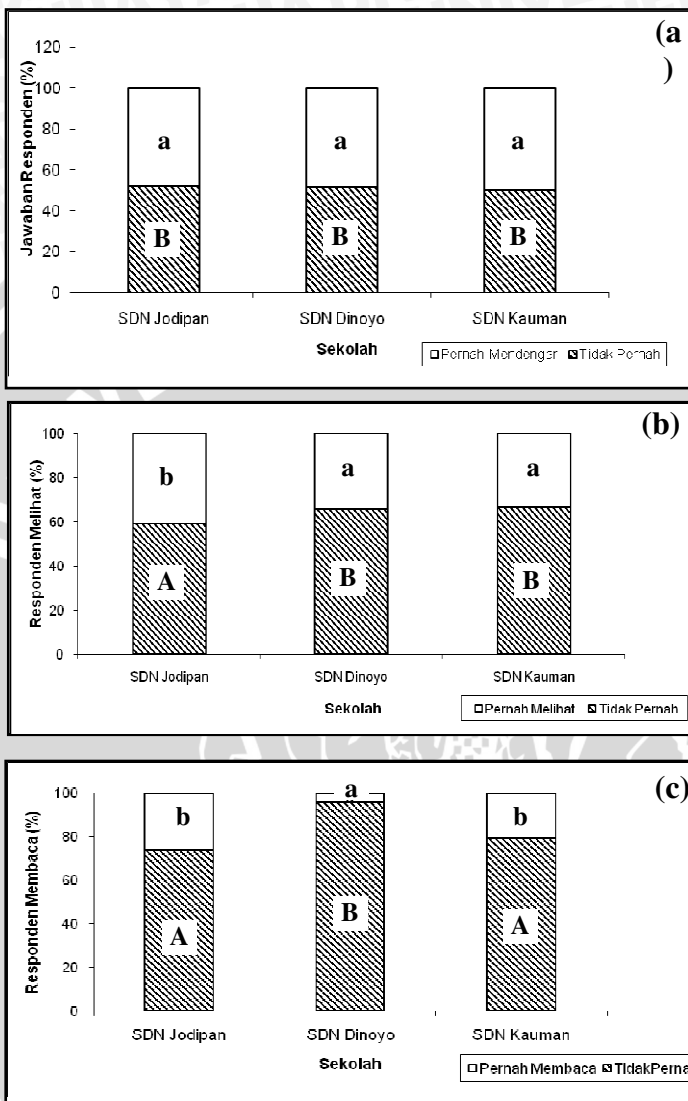 (a
)
120
100
80
60
40
20
0
Jawaban Responden (%)
a a a
B B B
SDN Jodipan SDN Dinoyo SDN Kauman
Sekolah
Pernah Mendengar Tidak Pernah
(b)
100
80
60
40
20
0
Responden Melihat (%)
b a a
A B B
SDN Jodipan SDN Dinoyo SDN Kauman
Sekolah
Pernah Melihat Tidak Pernah
(c)
100
80
60
40
20
0
Responden Membaca (%)
b a b
A B A
SDN Jodipan SDN Dinoyo SDN Kauman
Sekolah
Pernah Membaca TidakPerna